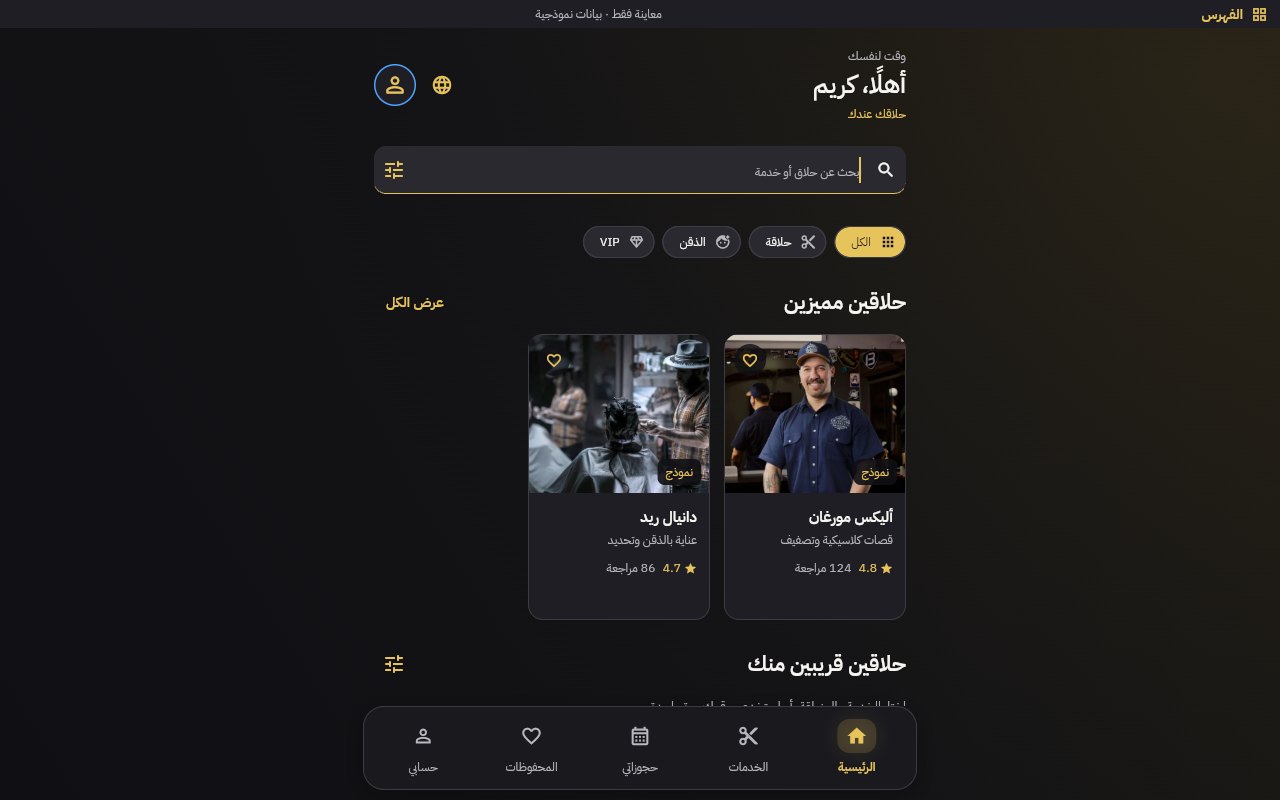 الفهرس
معاينة فقط · بيانات نموذجية
وقت لنفسك
أهلًا، كريم
حلاقك عندك
بحث عن حلاق أو خدمة
الكل
حلاقة
الذقن
VIP
حلاقين مميزين
عرض الكل
نموذج
نموذج
أليكس مورغان
قصات كلاسيكية وتصفيف
4.8 124 مراجعة
دانيال ريد
عناية بالذقن وتحديد
4.7 86 مراجعة
حلاقين قريبين منك
الرئيسية
الخدمات
حجوزاتي
المحفوظات
حسابي